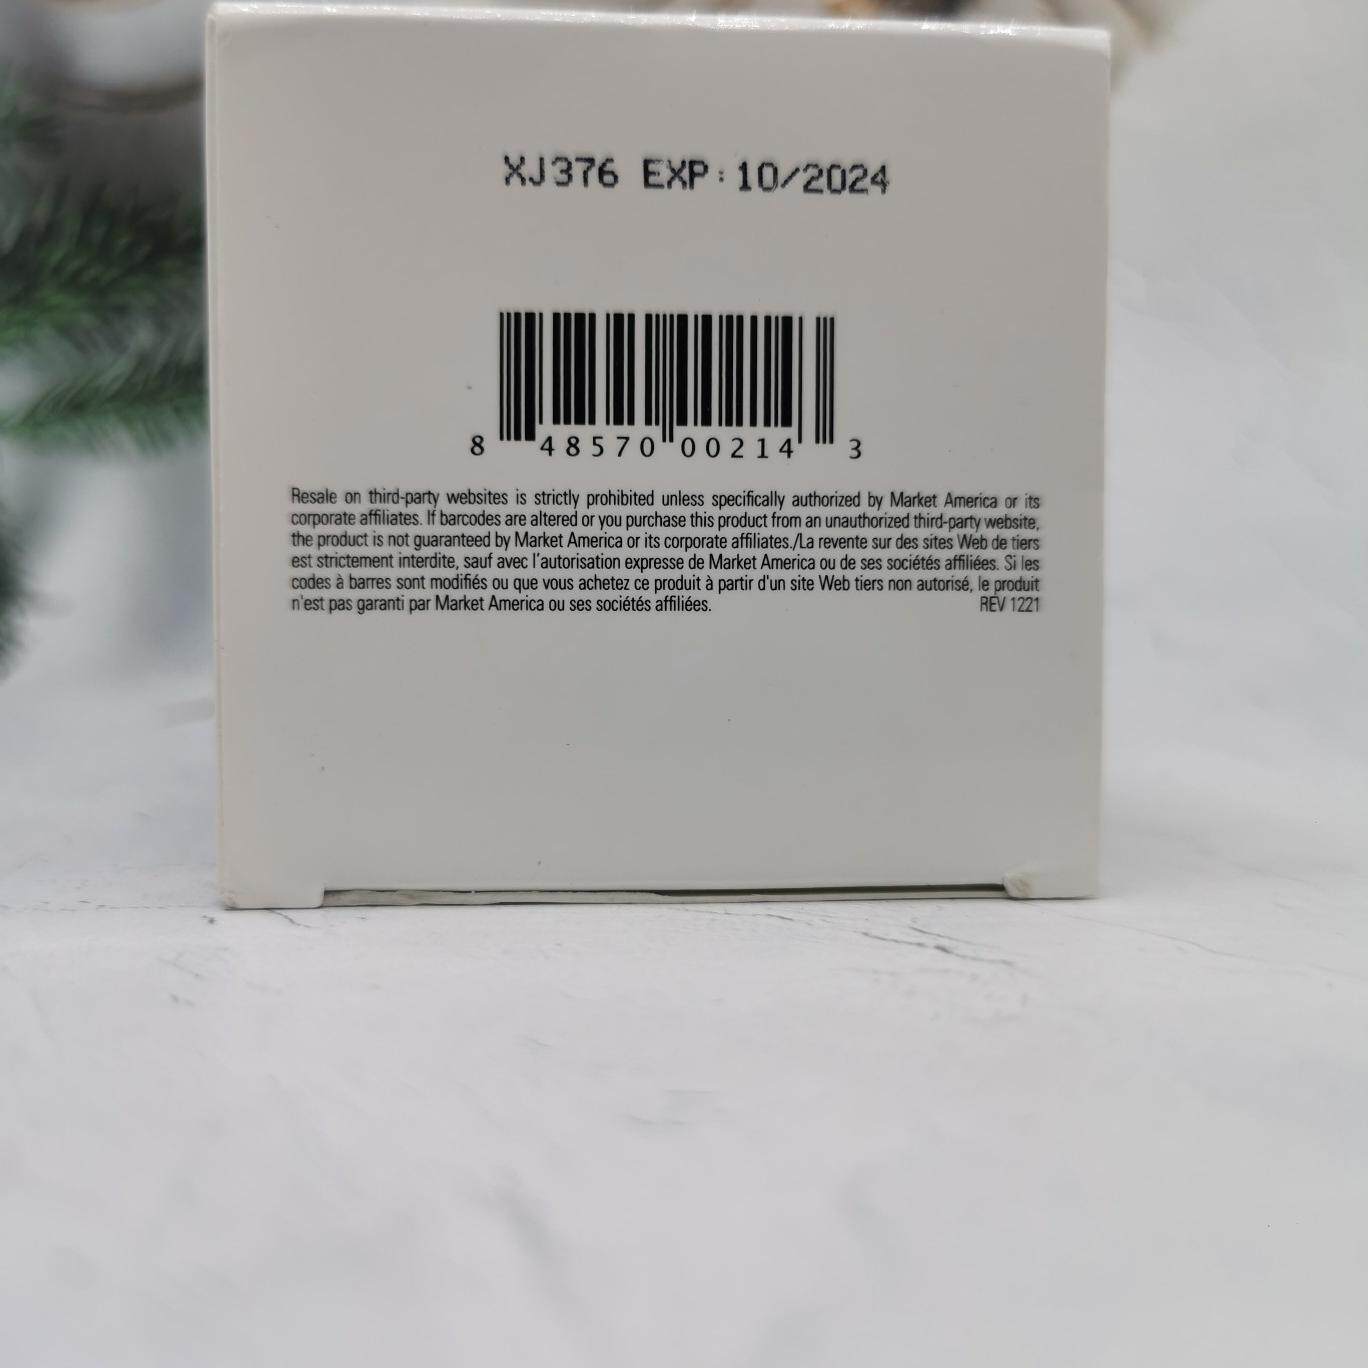 XJ376 EXP: 10/2024
8 48570 00214 3
Resale on third-party websites is strictly prohibited unless specifically authorized by Market America or its
corporate affiliates. If barcodes are altered or you purchase this product from an unauthorized third-party website,
the product is not guaranteed by Market America or its corporate affiliates./La revente sur des sites Web de tiers
est strictement interdite, sauf avec l'autorisation expresse de Market America ou de ses sociétés affiliées. Si les
codes à barres sont modifiés ou que vous achetez ce produit à partir d'un site Web tiers non autorisé, le produit
n'est pas garanti par Market America ou ses sociétés affiliées. REV 1221